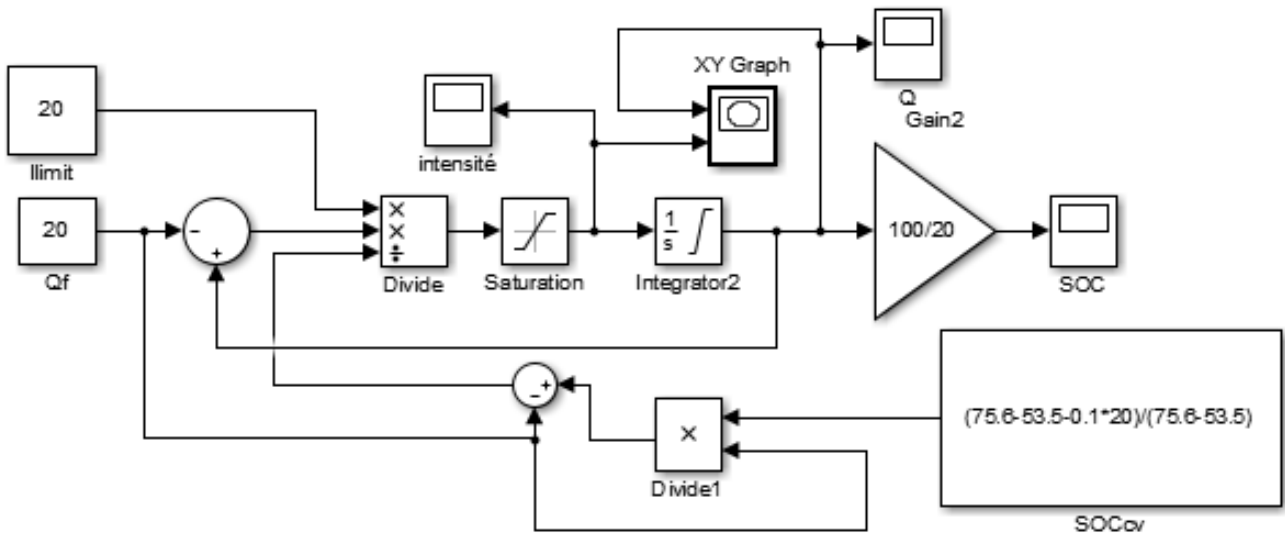 XY Graph
Q
Gain2
20
Ilimit
intensité
20
Qf
-
+
×
×
÷
Divide
Saturation
1
s
Integrator2
100/20
SOC
-
+
×
Divide1
(75.6-53.5-0.1*20)/(75.6-53.5)
SOCcv